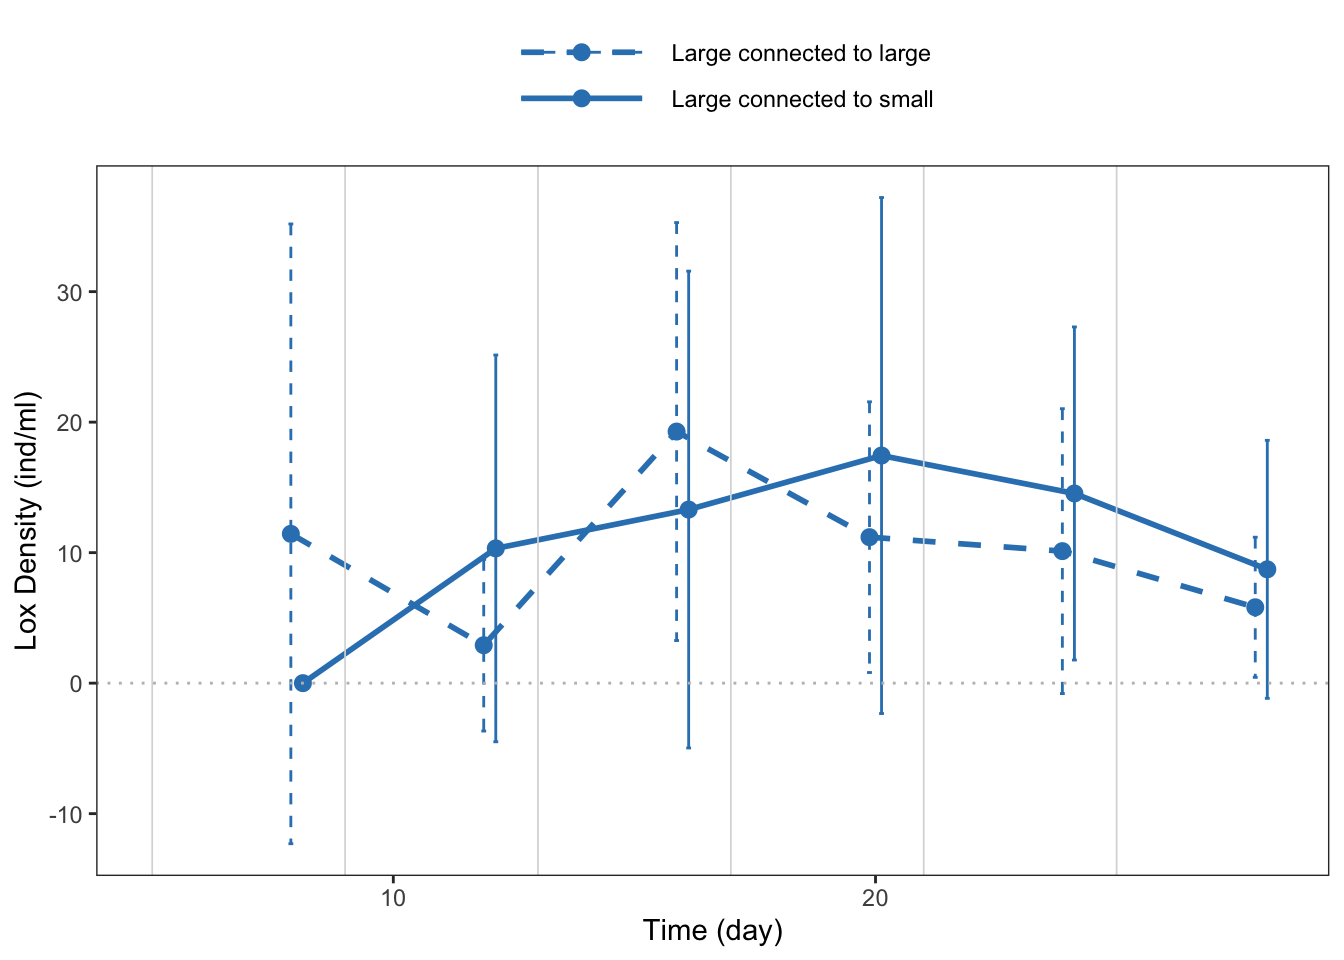 Large connected to large
Large connected to small
Lox Density (ind/ml)
30
20
10
0
-10
10
20
Time (day)